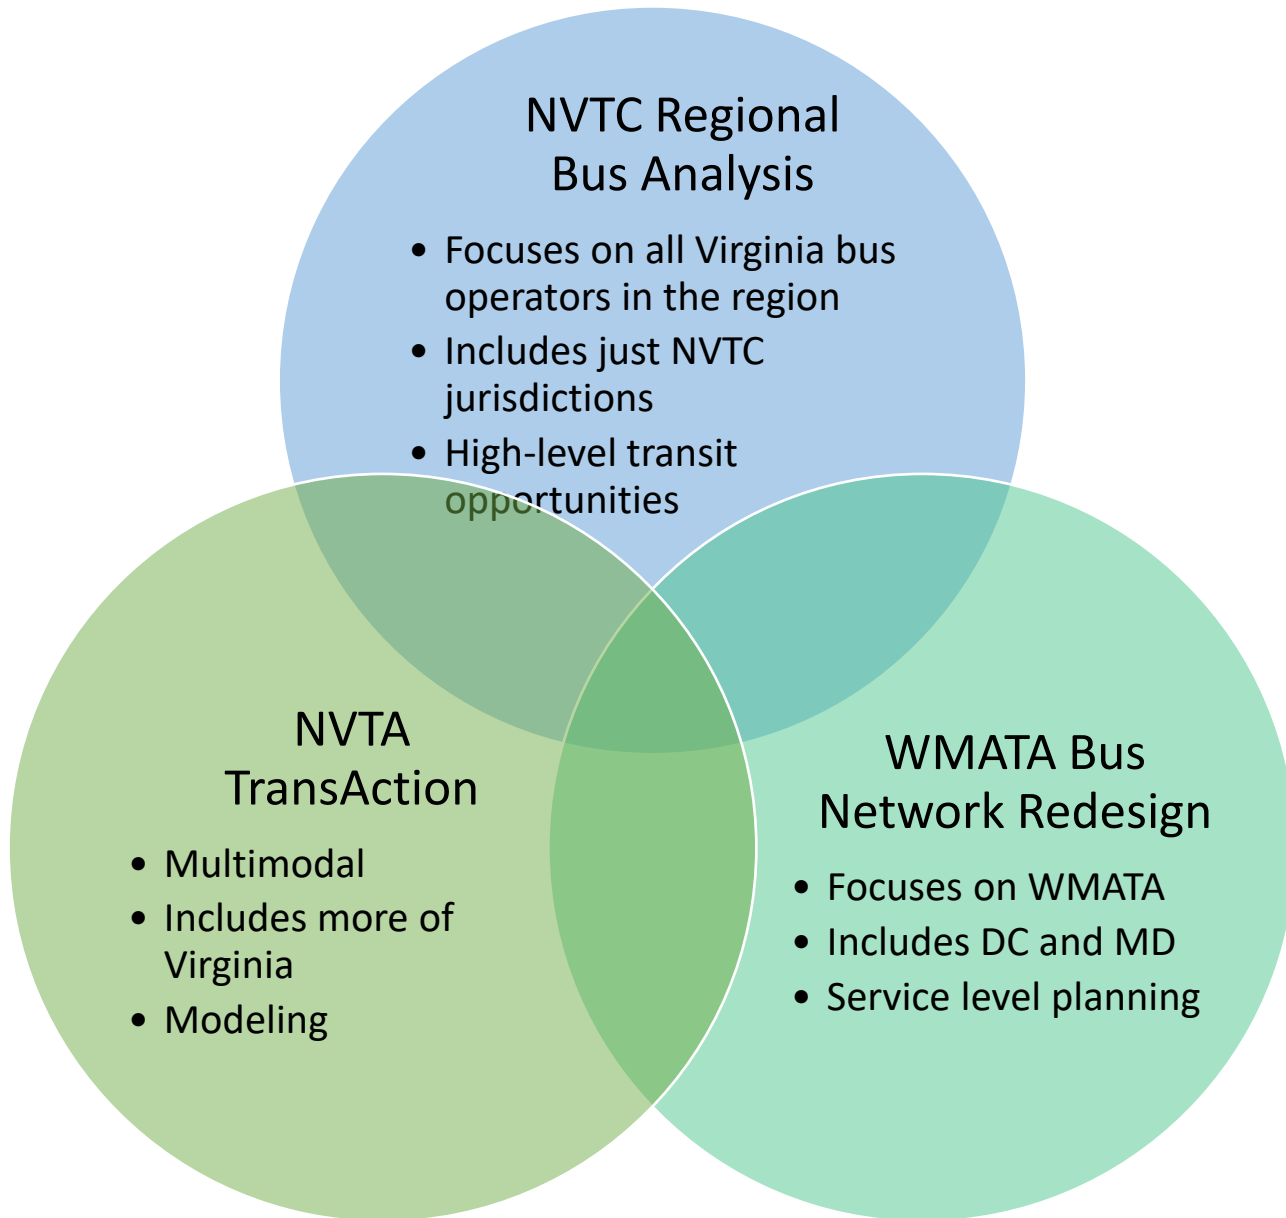 NVTC Regional
Bus Analysis
• Focuses on all Virginia bus
operators in the region
• Includes just NVTC
jurisdictions
• High-level transit
opportunities
NVTA
TransAction
• Multimodal
• Includes more of
Virginia
• Modeling
WMATA Bus
Network Redesign
• Focuses on WMATA
• Includes DC and MD
• Service level planning